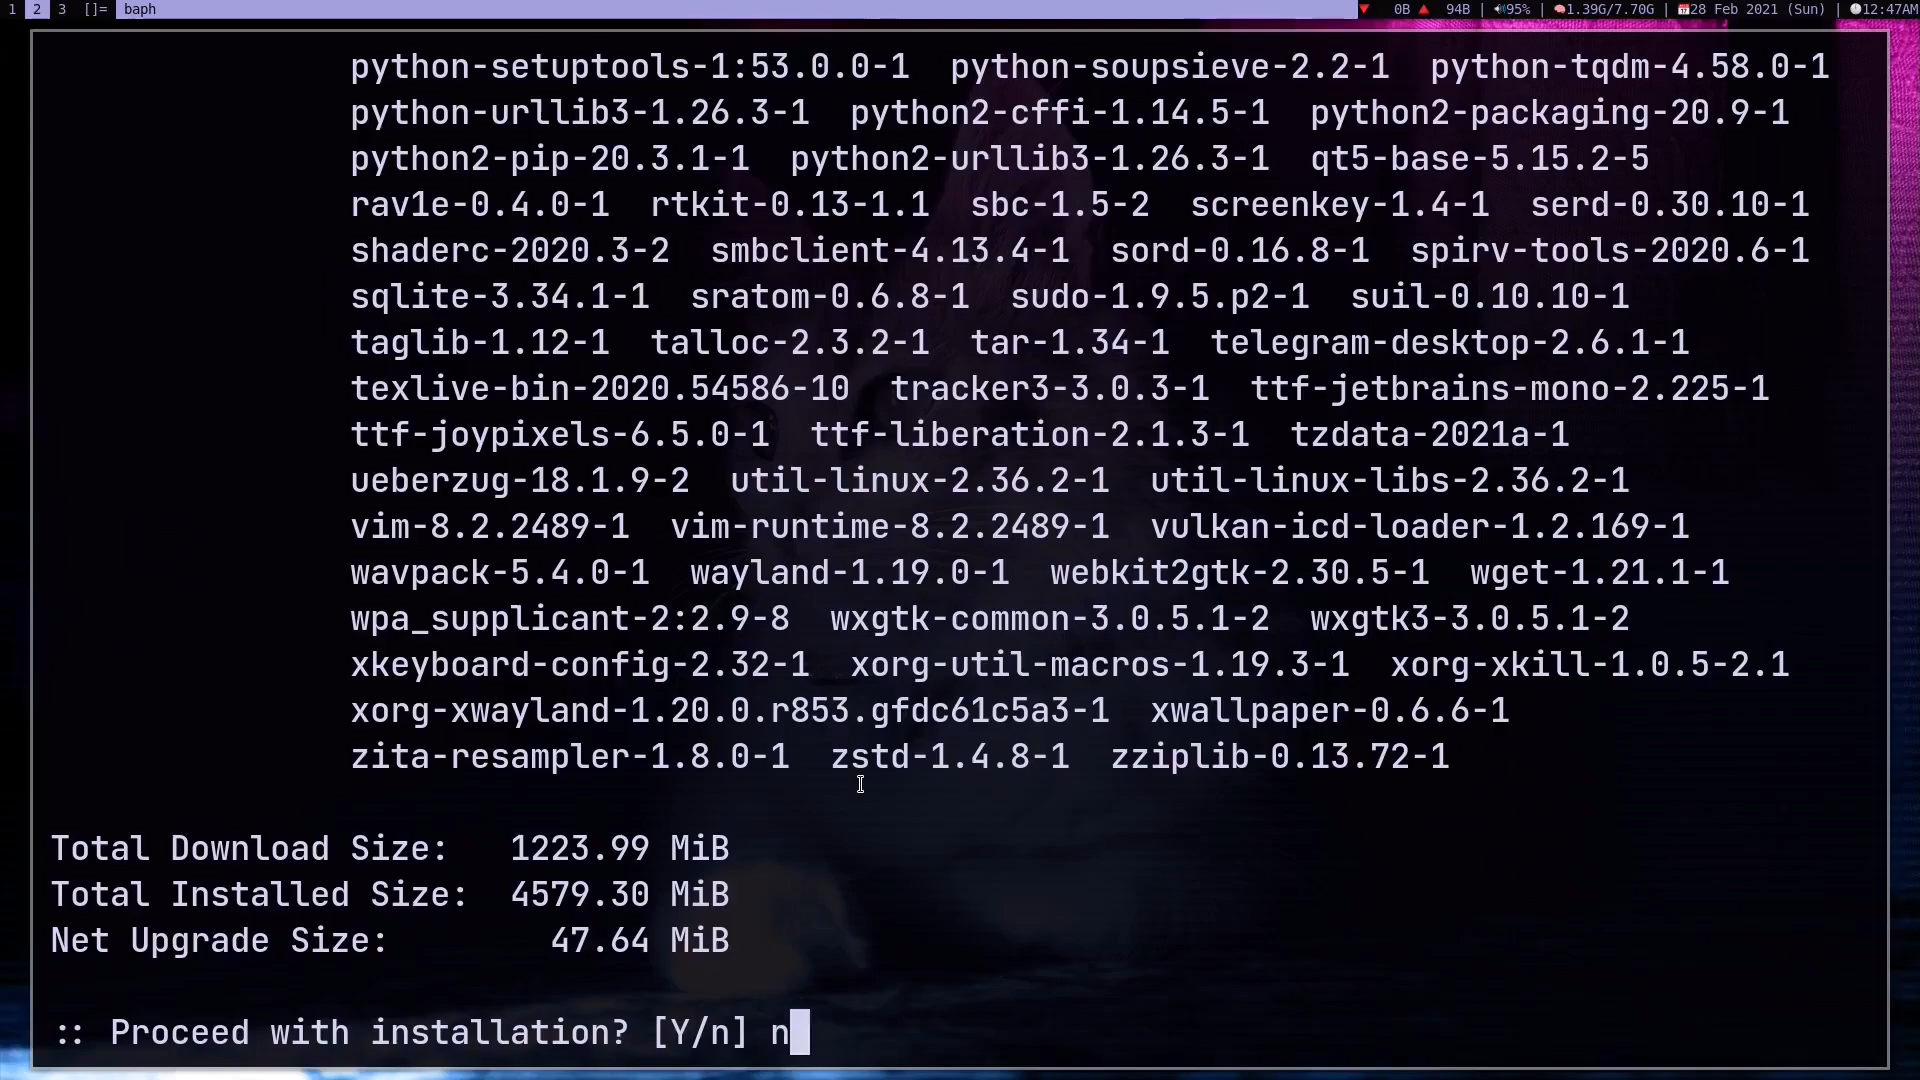 1 2 3 []= baph 0B 94B | 95% | 1.39G/7.70G | 28 Feb 2021 (Sun) | 12:47AM
python-setuptools-1:53.0.0-1 python-soupsieve-2.2-1 python-tqdm-4.58.0-1
python-urllib3-1.26.3-1 python2-cffi-1.14.5-1 python2-packaging-20.9-1
python2-pip-20.3.1-1 python2-urllib3-1.26.3-1 qt5-base-5.15.2-5
rav1e-0.4.0-1 rtkit-0.13-1.1 sbc-1.5-2 screenkey-1.4-1 serd-0.30.10-1
shaderc-2020.3-2 smbclient-4.13.4-1 sord-0.16.8-1 spirv-tools-2020.6-1
sqlite-3.34.1-1 sratom-0.6.8-1 sudo-1.9.5.p2-1 suil-0.10.10-1
taglib-1.12-1 talloc-2.3.2-1 tar-1.34-1 telegram-desktop-2.6.1-1
texlive-bin-2020.54586-10 tracker3-3.0.3-1 ttf-jetbrains-mono-2.225-1
ttf-joypixels-6.5.0-1 ttf-liberation-2.1.3-1 tzdata-2021a-1
ueberzug-18.1.9-2 util-linux-2.36.2-1 util-linux-libs-2.36.2-1
vim-8.2.2489-1 vim-runtime-8.2.2489-1 vulkan-icd-loader-1.2.169-1
wavpack-5.4.0-1 wayland-1.19.0-1 webkit2gtk-2.30.5-1 wget-1.21.1-1
wpa_supplicant-2:2.9-8 wxgtk-common-3.0.5.1-2 wxgtk3-3.0.5.1-2
xkeyboard-config-2.32-1 xorg-util-macros-1.19.3-1 xorg-xkill-1.0.5-2.1
xorg-xwayland-1.20.0.r853.gfdc61c5a3-1 xwallpaper-0.6.6-1
zita-resampler-1.8.0-1 zstd-1.4.8-1 zziplib-0.13.72-1
Total Download Size: 1223.99 MiB
Total Installed Size: 4579.30 MiB
Net Upgrade Size: 47.64 MiB
:: Proceed with installation? [Y/n] n